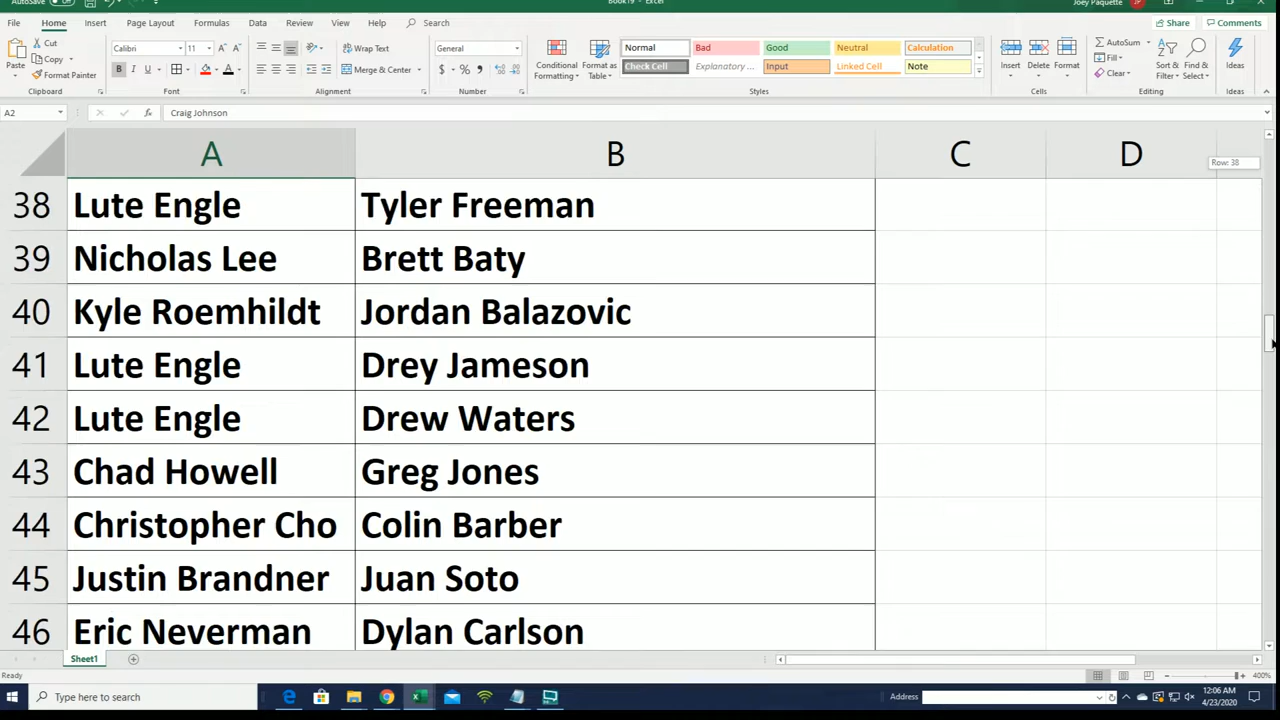 AutoSave
Book19 - Excel
Joey Paquette
JP
File Home Insert Page Layout Formulas Data Review View Help Search
Share Comments
Paste
Cut
Copy
Format Painter
Clipboard
Calibri 11
B
Font
Wrap Text
Merge & Center
Alignment
General
$ % ,
Number
Conditional Formatting
Format as Table
Normal Bad Good Neutral Calculation
Check Cell Explanatory ... Input Linked Cell Note
Styles
Insert Delete Format
Cells
AutoSum
Fill
Clear
Sort & Filter
Find & Select
Editing
Ideas
Ideas
A2 fx Craig Johnson
A B C D
Row: 38
38 Lute Engle Tyler Freeman
39 Nicholas Lee Brett Baty
40 Kyle Roemhildt Jordan Balazovic
41 Lute Engle Drey Jameson
42 Lute Engle Drew Waters
43 Chad Howell Greg Jones
44 Christopher Cho Colin Barber
45 Justin Brandner Juan Soto
46 Eric Neverman Dylan Carlson
Sheet1
Ready
400%
Type here to search
Address
12:06 AM
4/23/2020